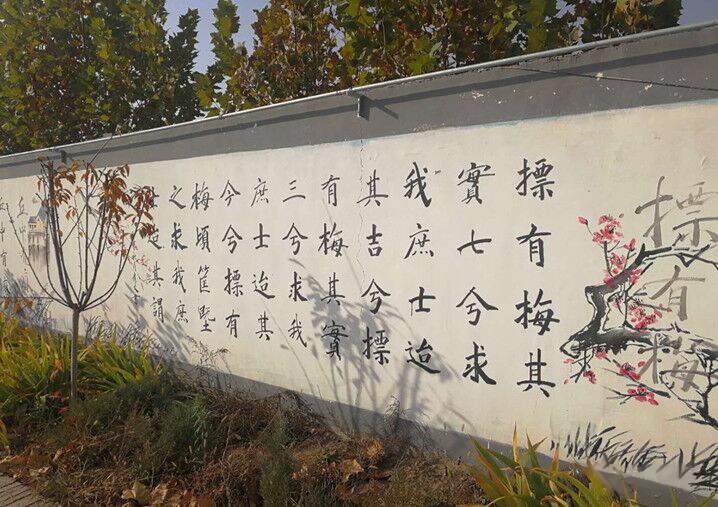 摽有梅
摽有梅其
實七兮求
我庶士迨
其吉兮摽
有梅其實
三兮求我
庶士迨其
今兮摽有
梅頃筐塈
之求我庶
士迨其謂